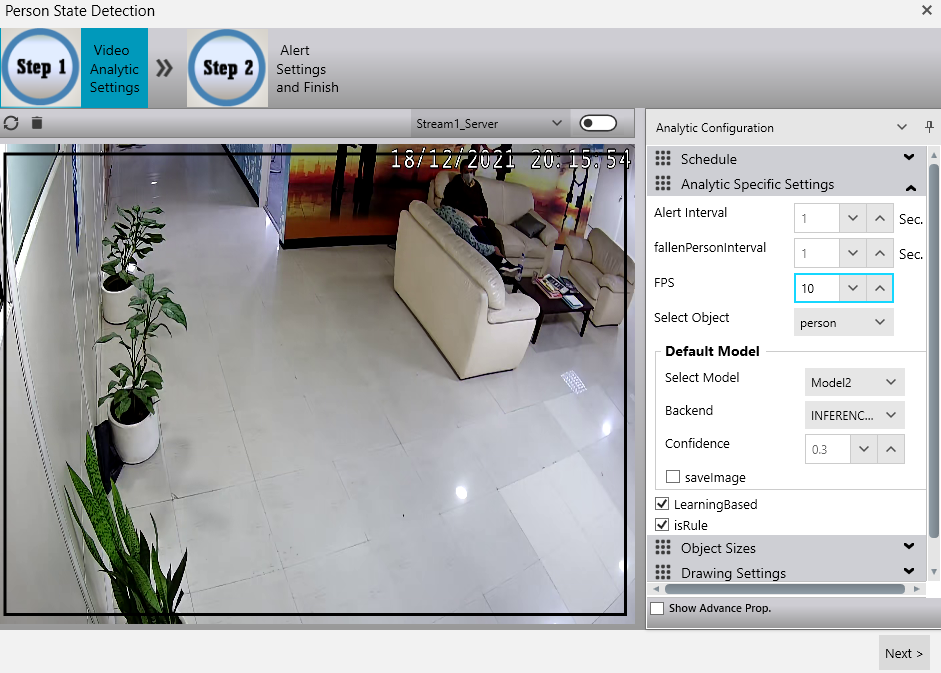 Person State Detection
Step 1
Video
Analytic
Settings
Step 2
Alert
Settings
and Finish
Stream1_Server
18/12/2021 20:15:54
Analytic Configuration
Schedule
Analytic Specific Settings
Alert Interval
1
Sec.
fallenPersonInterval
1
Sec.
FPS
10
Select Object
person
Default Model
Select Model
Model2
Backend
INFERENC...
Confidence
0.3
saveImage
LearningBased
isRule
Object Sizes
Drawing Settings
Show Advance Prop.
Next >